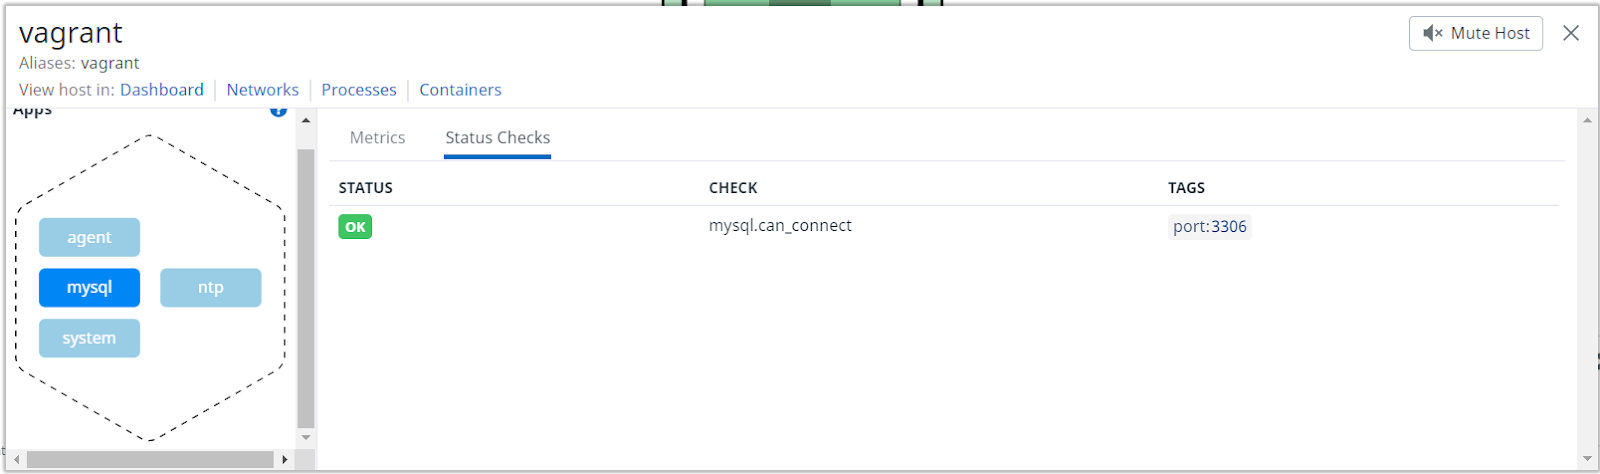 vagrant
Mute Host
Aliases: vagrant
View host in: Dashboard Networks Processes Containers
Apps
Metrics Status Checks
STATUS CHECK TAGS
OK mysql.can_connect port:3306
agent
mysql ntp
system